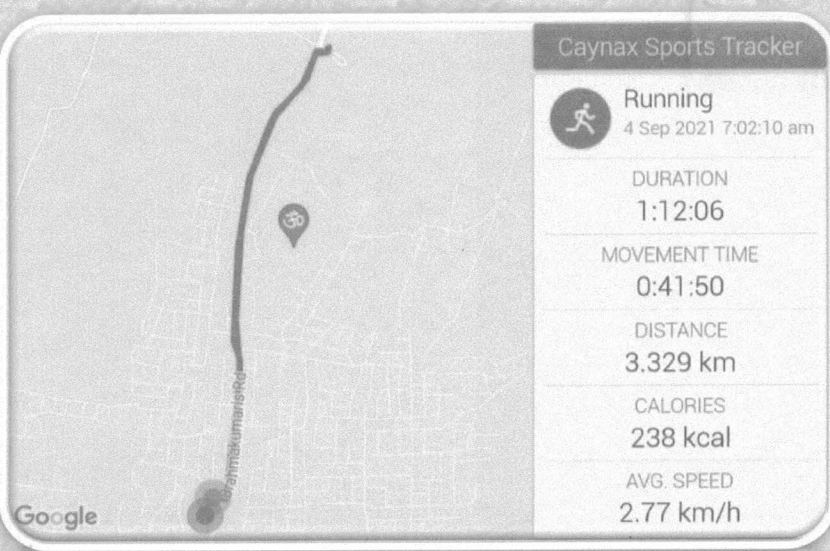 Caynax Sports Tracker
Running
4 Sep 2021 7:02:10 am
DURATION
1:12:06
MOVEMENT TIME
0:41:50
DISTANCE
3.329 km
CALORIES
238 kcal
AVG. SPEED
2.77 km/h
ॐ
Brahmakumaris Rd
Google